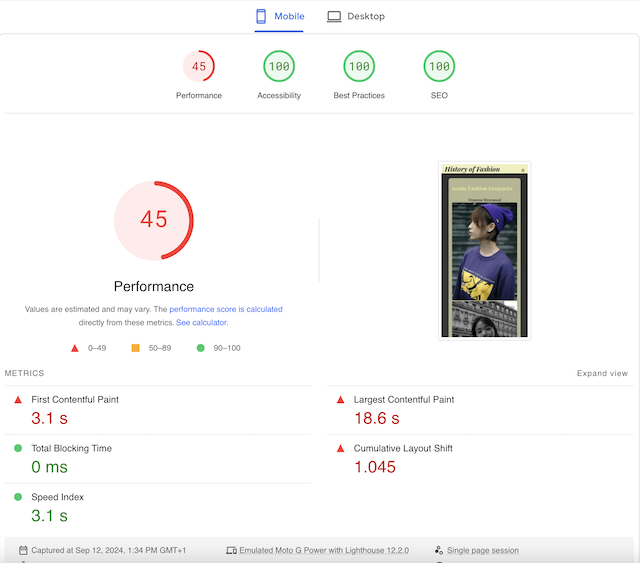 Mobile
Desktop
45
100
100
100
Performance
Accessibility
Best Practices
SEO
45
Performance
Values are estimated and may vary. The performance score is calculated
directly from these metrics. See calculator.
0–49
50–89
90–100
History of Fashion
Iconic Fashion Designers
Vivienne Westwood
METRICS
Expand view
First Contentful Paint
3.1 s
Largest Contentful Paint
18.6 s
Total Blocking Time
0 ms
Cumulative Layout Shift
1.045
Speed Index
3.1 s
Captured at Sep 12, 2024, 1:34 PM GMT+1
Emulated Moto G Power with Lighthouse 12.2.0
Single page session